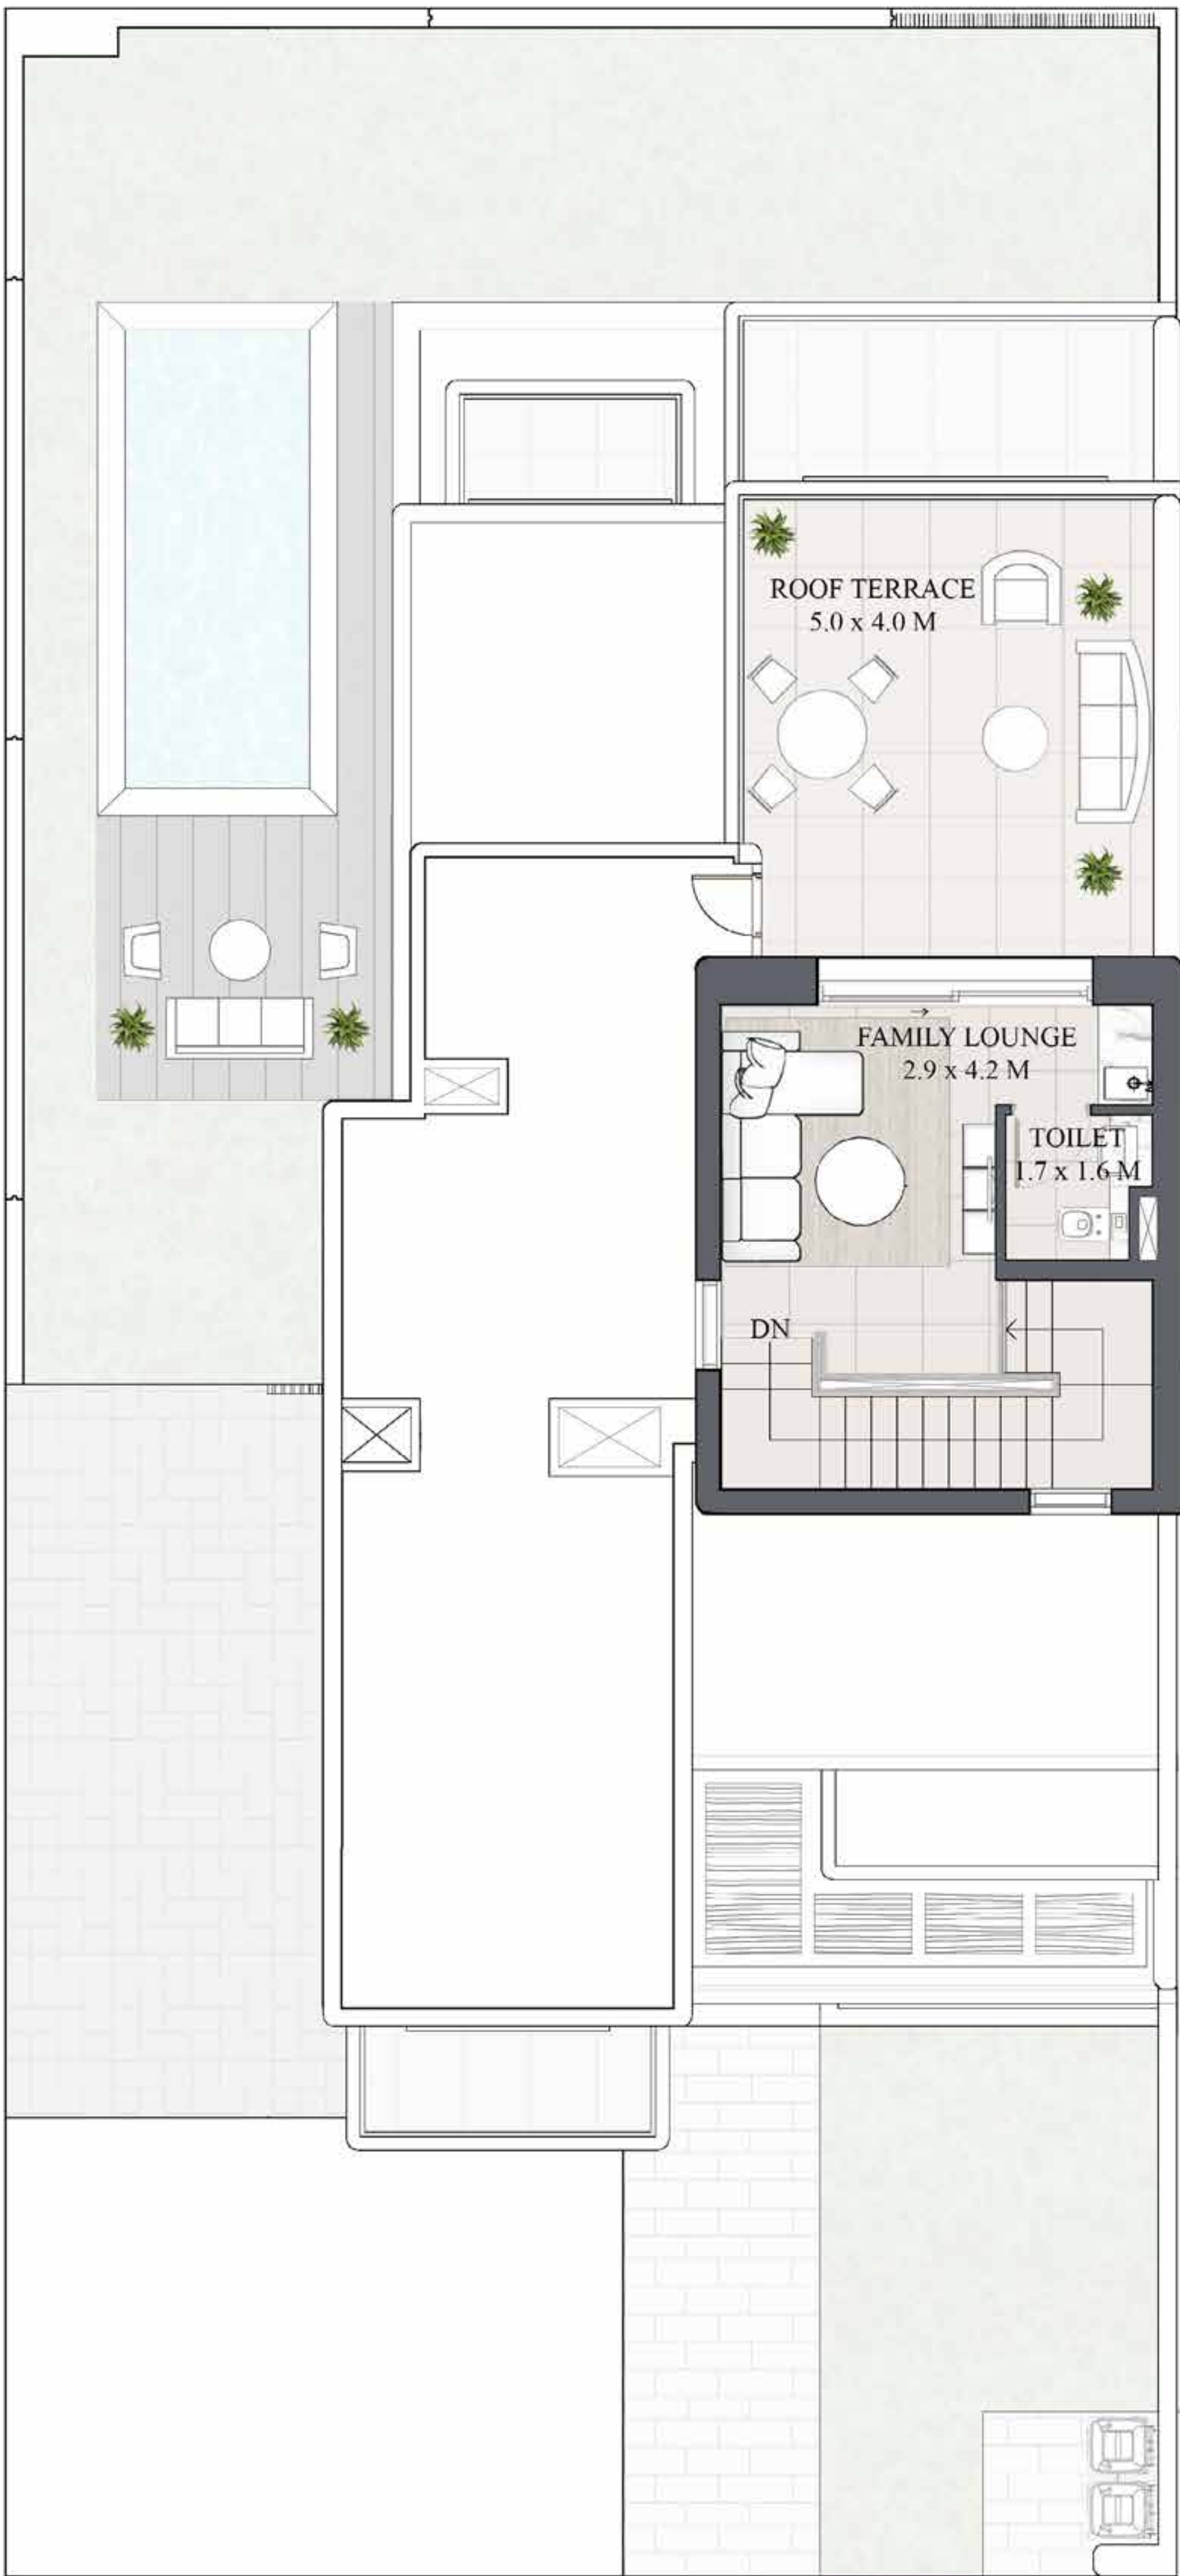 ROOF TERRACE
5.0 x 4.0 M
FAMILY LOUNGE
2.9 x 4.2 M
TOILET
1.7 x 1.6 M
DN